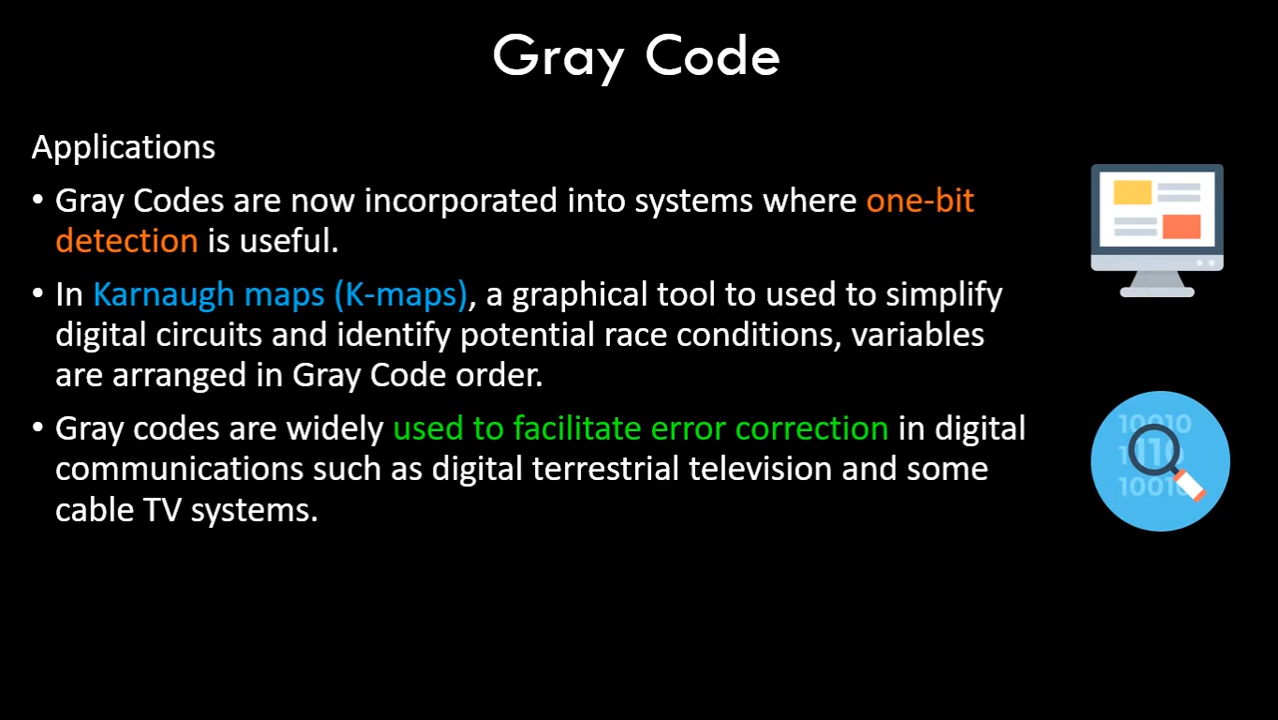 Gray Code
Applications
• Gray Codes are now incorporated into systems where one-bit
detection is useful.
• In Karnaugh maps (K-maps), a graphical tool to used to simplify
digital circuits and identify potential race conditions, variables
are arranged in Gray Code order.
• Gray codes are widely used to facilitate error correction in digital
communications such as digital terrestrial television and some
cable TV systems.
10010
110
10010